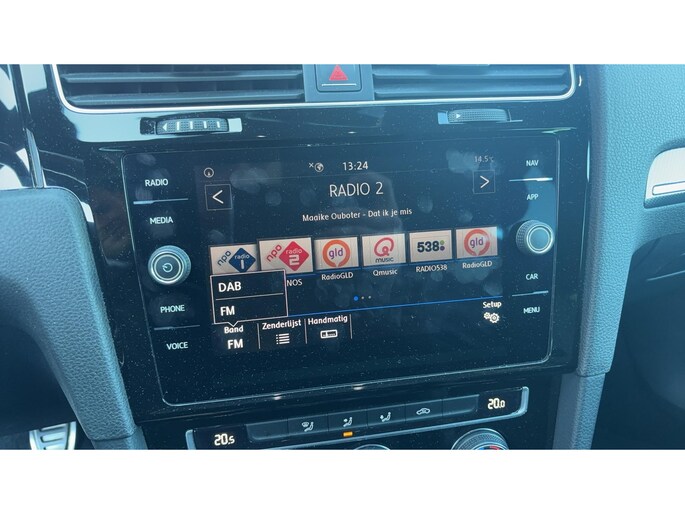 13:24
14.5°C
RADIO
NAV
RADIO 2
MEDIA
APP
Maaike Ouboter - Dat ik je mis
npo radio 1
npo radio 2
gld
Q music
538
gld
NOS
RadioGLD
Qmusic
RADIO538
RadioGLD
DAB
FM
PHONE
CAR
Setup
Band
Zenderlijst
Handmatig
MENU
VOICE
FM
20.5
20.0